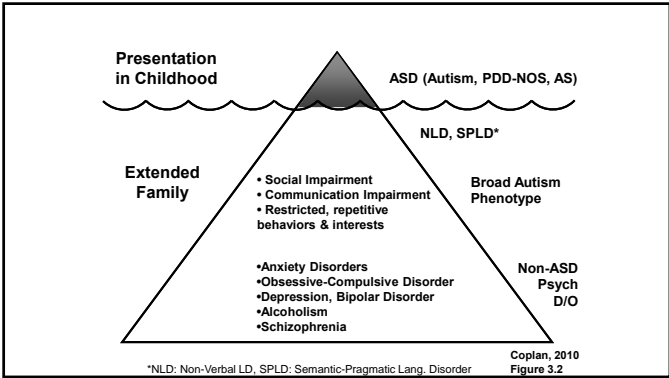 Presentation
in Childhood
ASD (Autism, PDD-NOS, AS)
NLD, SPLD*
Extended
Family
• Social Impairment
• Communication Impairment
• Restricted, repetitive
behaviors & interests
Broad Autism
Phenotype
•Anxiety Disorders
•Obsessive-Compulsive Disorder
•Depression, Bipolar Disorder
•Alcoholism
•Schizophrenia
Non-ASD
Psych
D/O
*NLD: Non-Verbal LD, SPLD: Semantic-Pragmatic Lang. Disorder
Coplan, 2010
Figure 3.2